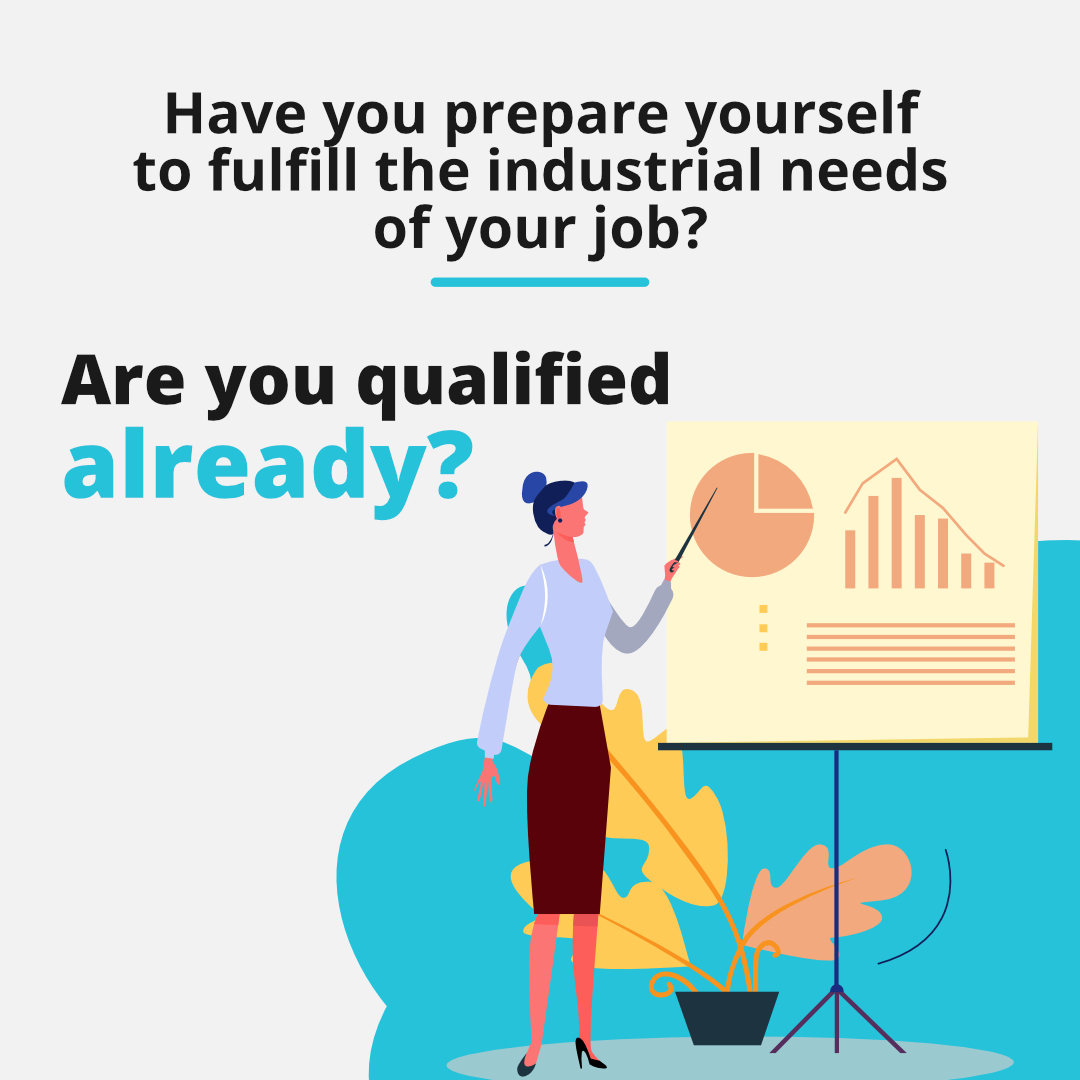 Have you prepare yourself
to fulfill the industrial needs
of your job?
Are you qualified
already?